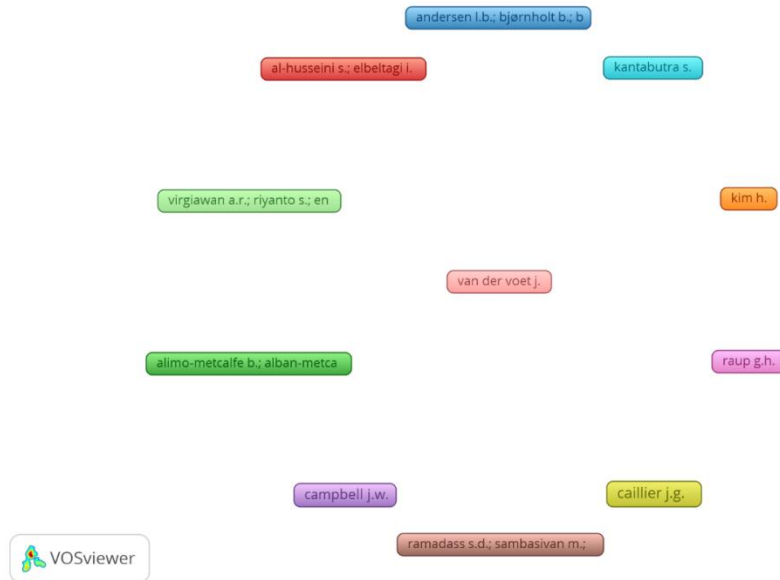 andersen l.b.; bjørnholt b.; b
al-husseini s.; elbeltagi i.
kantabutra s.
virgiawan a.r.; riyanto s.; en
kim h.
van der voet j.
alimo-metcalfe b.; alban-metca
raup g.h.
campbell j.w.
caillier j.g.
ramadass s.d.; sambasivan m.;
VOSviewer